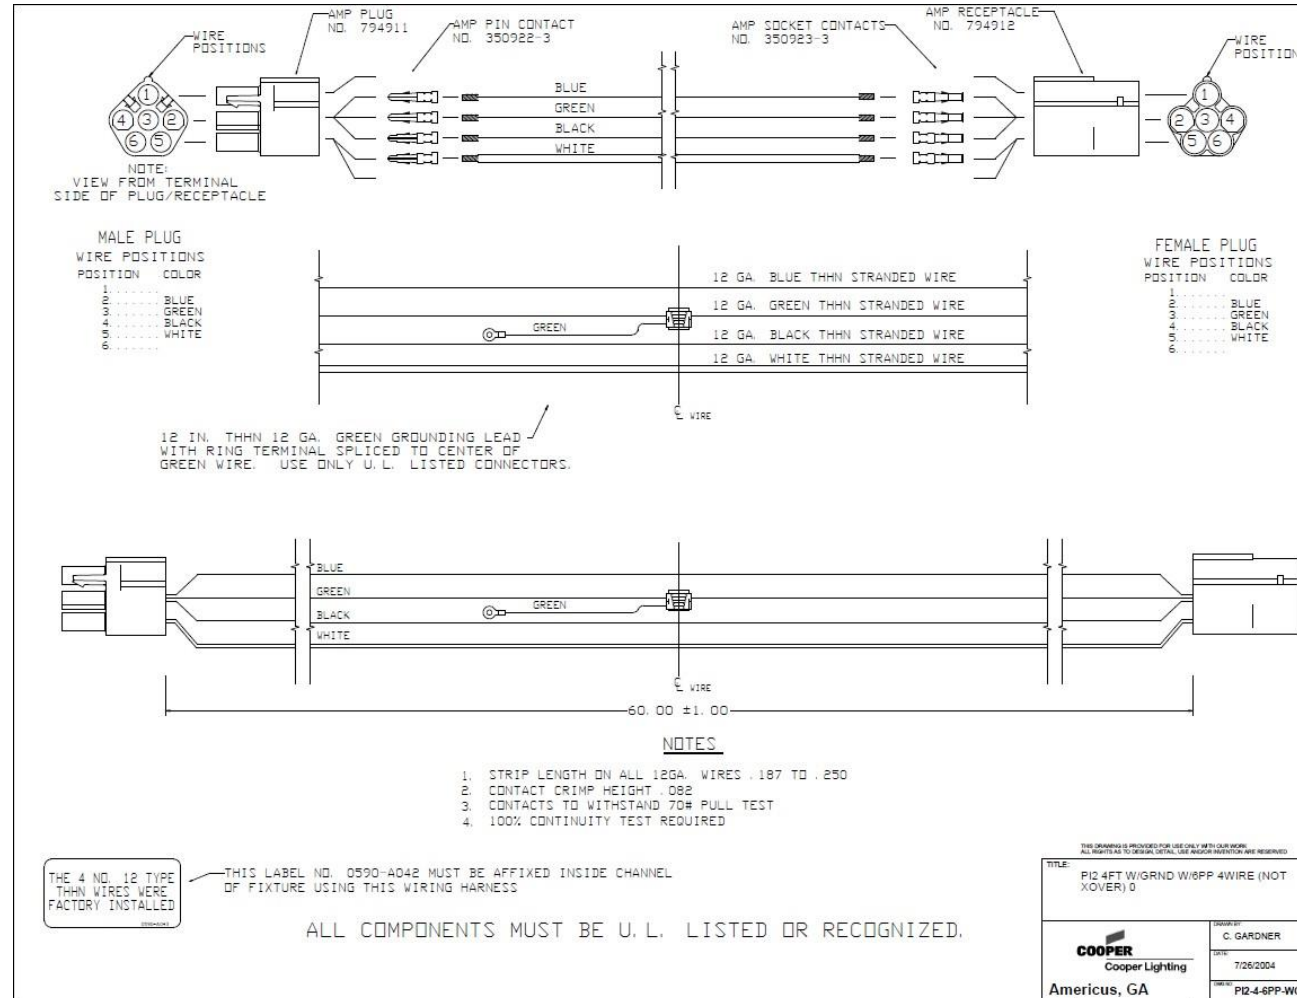 AMP PLUG
NO. 794911
AMP PIN CONTACT
NO. 350922-3
AMP SOCKET CONTACTS
NO. 350923-3
AMP RECEPTACLE
NO. 794912
WIRE
POSITIONS
WIRE
POSITION
BLUE
GREEN
BLACK
WHITE
1
4 3 2
6 5
1
2 3 4
5 6
NOTE:
VIEW FROM TERMINAL
SIDE OF PLUG/RECEPTACLE
MALE PLUG
WIRE POSITIONS
POSITION COLOR
1.......
2....... BLUE
3....... GREEN
4....... BLACK
5....... WHITE
6.......
FEMALE PLUG
WIRE POSITIONS
POSITION COLOR
1.......
2....... BLUE
3....... GREEN
4....... BLACK
5....... WHITE
6.......
12 GA. BLUE THHN STRANDED WIRE
12 GA. GREEN THHN STRANDED WIRE
GREEN
12 GA. BLACK THHN STRANDED WIRE
12 GA. WHITE THHN STRANDED WIRE
℄ WIRE
12 IN. THHN 12 GA. GREEN GROUNDING LEAD
WITH RING TERMINAL SPLICED TO CENTER OF
GREEN WIRE. USE ONLY U.L. LISTED CONNECTORS.
BLUE
GREEN
GREEN
BLACK
WHITE
℄ WIRE
60.00 ±1.00
NOTES
1. STRIP LENGTH ON ALL 12GA. WIRES .187 TO .250
2. CONTACT CRIMP HEIGHT .082
3. CONTACTS TO WITHSTAND 70# PULL TEST
4. 100% CONTINUITY TEST REQUIRED
THE 4 NO. 12 TYPE
THHN WIRES WERE
FACTORY INSTALLED
THIS LABEL NO. 0590-A042 MUST BE AFFIXED INSIDE CHANNEL
OF FIXTURE USING THIS WIRING HARNESS
ALL COMPONENTS MUST BE U.L. LISTED OR RECOGNIZED.
THIS DRAWING IS PROVIDED FOR USE ONLY WITH OUR WORK
ALL RIGHTS AS TO DESIGN, DETAIL, USE AND/OR INVENTION ARE RESERVED
TITLE:
PI2 4FT W/GRND W/6PP 4WIRE (NOT
XOVER) 0
COOPER
Cooper Lighting
Americus, GA
DRAWN BY:
C. GARDNER
DATE:
7/26/2004
DWG NO:
PI2-4-6PP-WG